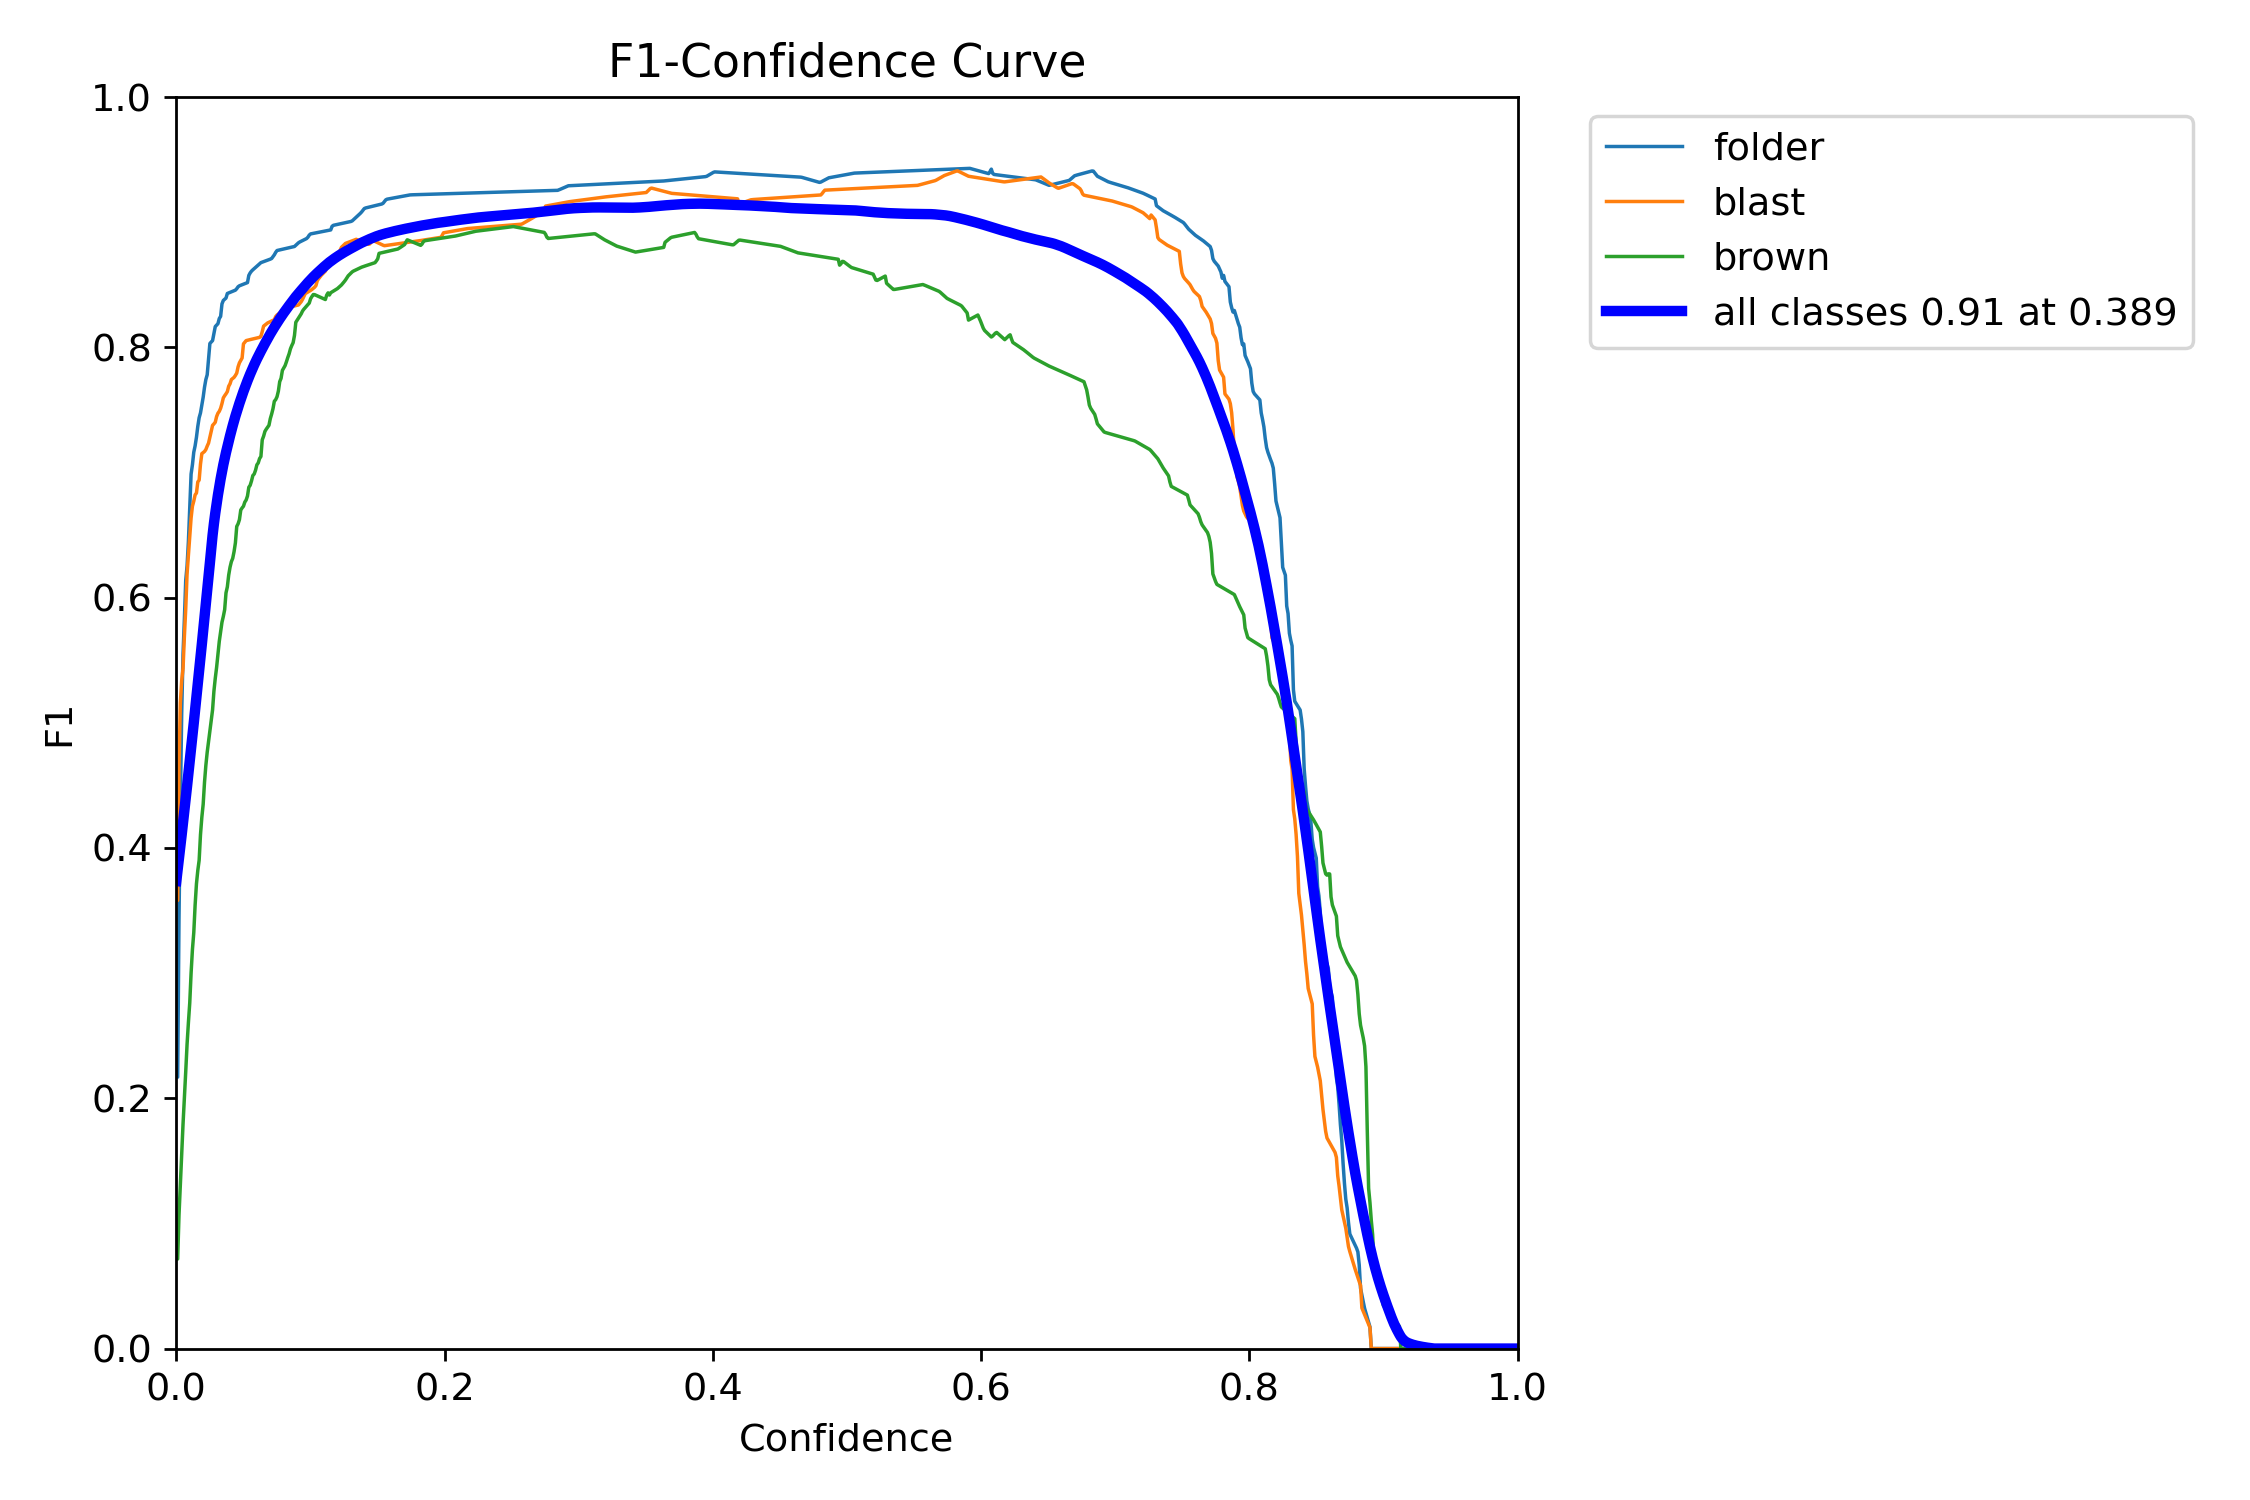 F1-Confidence Curve
1.0
0.8
0.6
0.4
0.2
0.0
F1
0.0 0.2 0.4 0.6 0.8 1.0
Confidence
folder
blast
brown
all classes 0.91 at 0.389